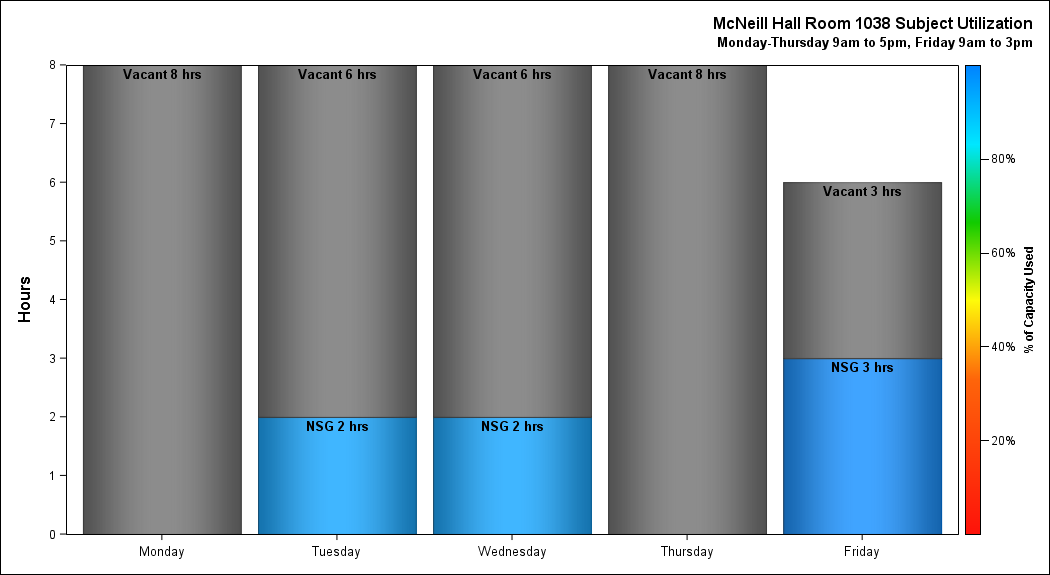 McNeill Hall Room 1038 Subject Utilization
Monday-Thursday 9am to 5pm, Friday 9am to 3pm
8
7
6
5
4
3
2
1
0
Hours
Vacant 8 hrs
Vacant 6 hrs
Vacant 6 hrs
Vacant 8 hrs
Vacant 3 hrs
NSG 2 hrs
NSG 2 hrs
NSG 3 hrs
Monday
Tuesday
Wednesday
Thursday
Friday
80%
60%
40%
20%
% of Capacity Used